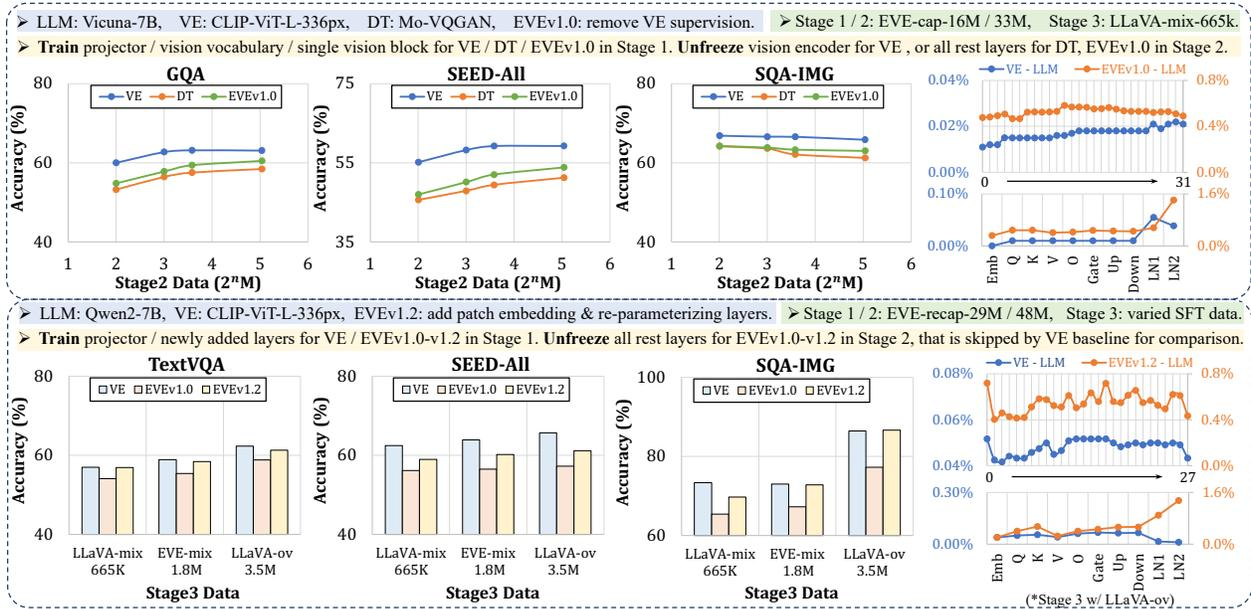 ➢ LLM: Vicuna-7B, VE: CLIP-ViT-L-336px, DT: Mo-VQGAN, EVEv1.0: remove VE supervision.
➢ Stage 1 / 2: EVE-cap-16M / 33M, Stage 3: LLaVA-mix-665k.
➢ Train projector / vision vocabulary / single vision block for VE / DT / EVEv1.0 in Stage 1. Unfreeze vision encoder for VE , or all rest layers for DT, EVEv1.0 in Stage 2.
GQA
VE DT EVEv1.0
Accuracy (%)
80
60
40
1 2 3 4 5 6
Stage2 Data (2ⁿM)
SEED-All
VE DT EVEv1.0
Accuracy (%)
75
55
35
1 2 3 4 5 6
Stage2 Data (2ⁿM)
SQA-IMG
VE DT EVEv1.0
Accuracy (%)
80
60
40
1 2 3 4 5 6
Stage2 Data (2ⁿM)
VE - LLM EVEv1.0 - LLM
0.04% 0.8%
0.02% 0.4%
0.00% 0.0%
0 31
0.10% 1.6%
0.00% 0.0%
Emb Q K V O Gate Up Down LN1 LN2
➢ LLM: Qwen2-7B, VE: CLIP-ViT-L-336px, EVEv1.2: add patch embedding & re-parameterizing layers.
➢ Stage 1 / 2: EVE-recap-29M / 48M, Stage 3: varied SFT data.
➢ Train projector / newly added layers for VE / EVEv1.0-v1.2 in Stage 1. Unfreeze all rest layers for EVEv1.0-v1.2 in Stage 2, that is skipped by VE baseline for comparison.
TextVQA
VE EVEv1.0 EVEv1.2
Accuracy (%)
80
60
40
LLaVA-mix EVE-mix LLaVA-ov
665K 1.8M 3.5M
Stage3 Data
SEED-All
VE EVEv1.0 EVEv1.2
Accuracy (%)
80
60
40
LLaVA-mix EVE-mix LLaVA-ov
665K 1.8M 3.5M
Stage3 Data
SQA-IMG
VE EVEv1.0 EVEv1.2
Accuracy (%)
100
80
60
LLaVA-mix EVE-mix LLaVA-ov
665K 1.8M 3.5M
Stage3 Data
VE - LLM EVEv1.2 - LLM
0.08% 0.8%
0.06% 0.4%
0.04% 0.0%
0 27
0.30% 1.6%
0.00% 0.0%
Emb Q K V O Gate Up Down LN1 LN2
(*Stage 3 w/ LLaVA-ov)